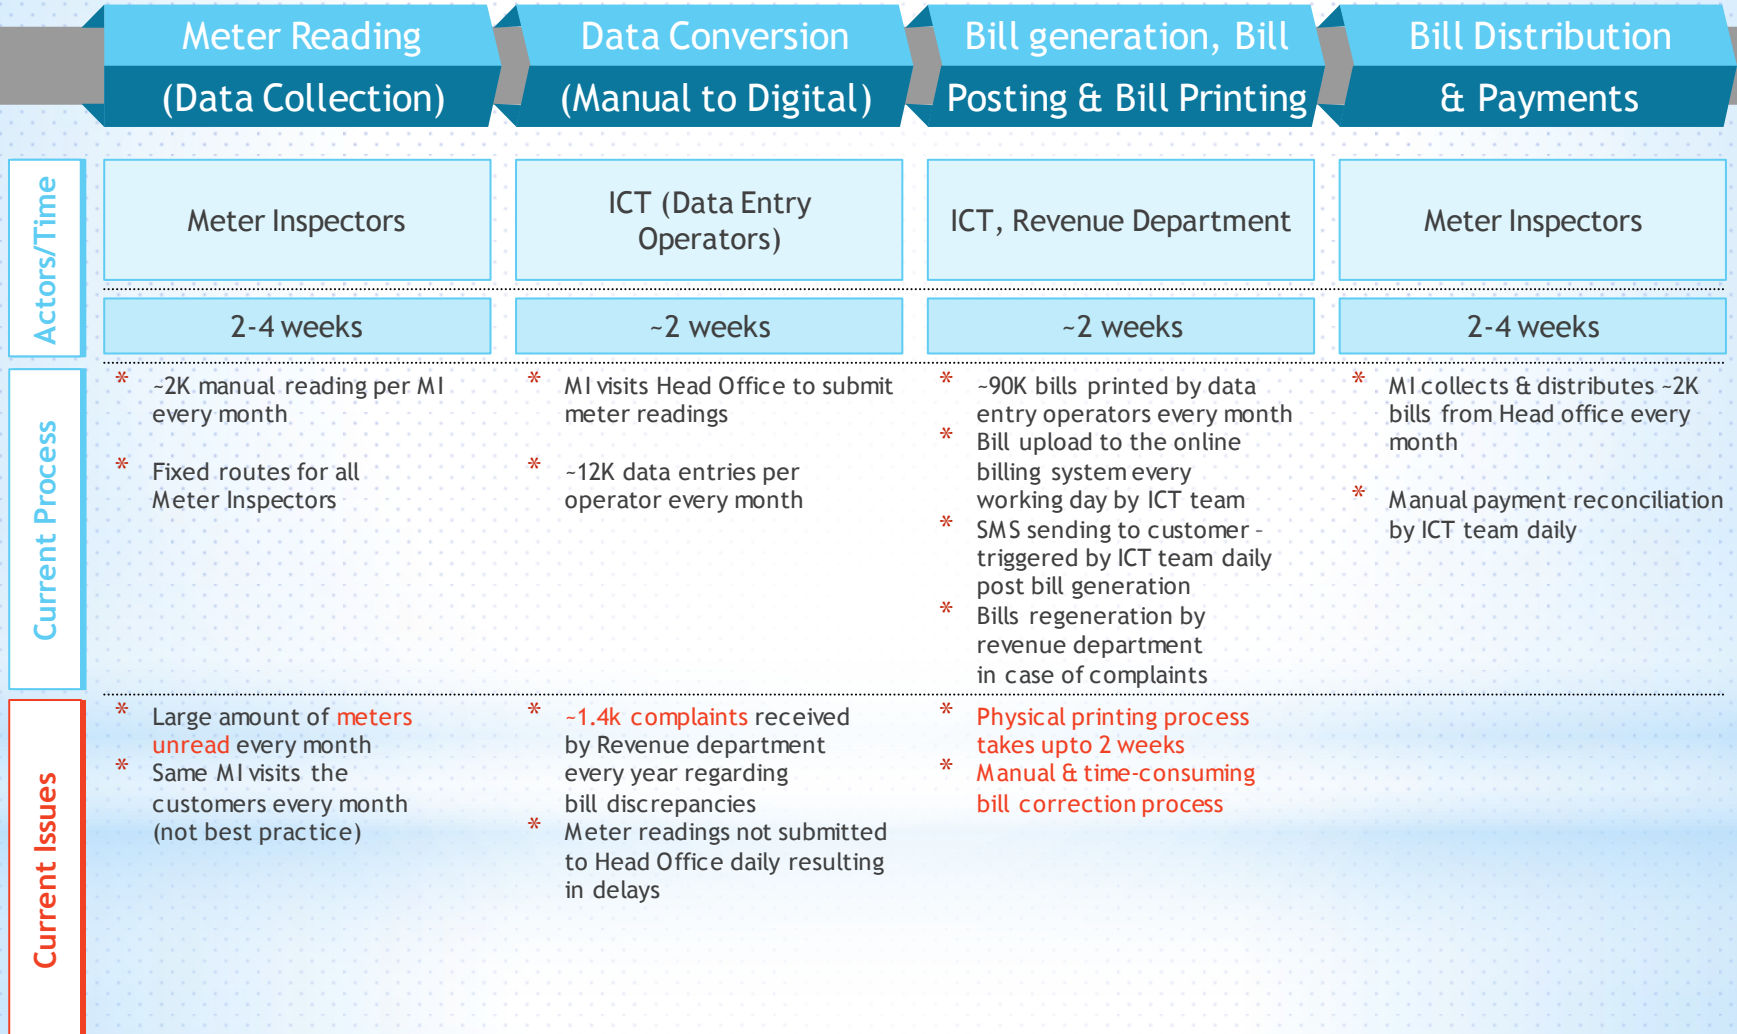 Meter Reading
(Data Collection)
Data Conversion
(Manual to Digital)
Bill generation, Bill
Posting & Bill Printing
Bill Distribution
& Payments
Actors/Time
Meter Inspectors
ICT (Data Entry
Operators)
ICT, Revenue Department
Meter Inspectors
2-4 weeks
~2 weeks
~2 weeks
2-4 weeks
Current Process
* ~2K manual reading per MI
every month
* Fixed routes for all
Meter Inspectors
* MI visits Head Office to submit
meter readings
* ~12K data entries per
operator every month
* ~90K bills printed by data
entry operators every month
* Bill upload to the online
billing system every
working day by ICT team
* SMS sending to customer –
triggered by ICT team daily
post bill generation
* Bills regeneration by
revenue department
in case of complaints
* MI collects & distributes ~2K
bills from Head office every
month
* Manual payment reconciliation
by ICT team daily
Current Issues
* Large amount of meters
unread every month
* Same MI visits the
customers every month
(not best practice)
* ~1.4k complaints received
by Revenue department
every year regarding
bill discrepancies
* Meter readings not submitted
to Head Office daily resulting
in delays
* Physical printing process
takes upto 2 weeks
* Manual & time-consuming
bill correction process